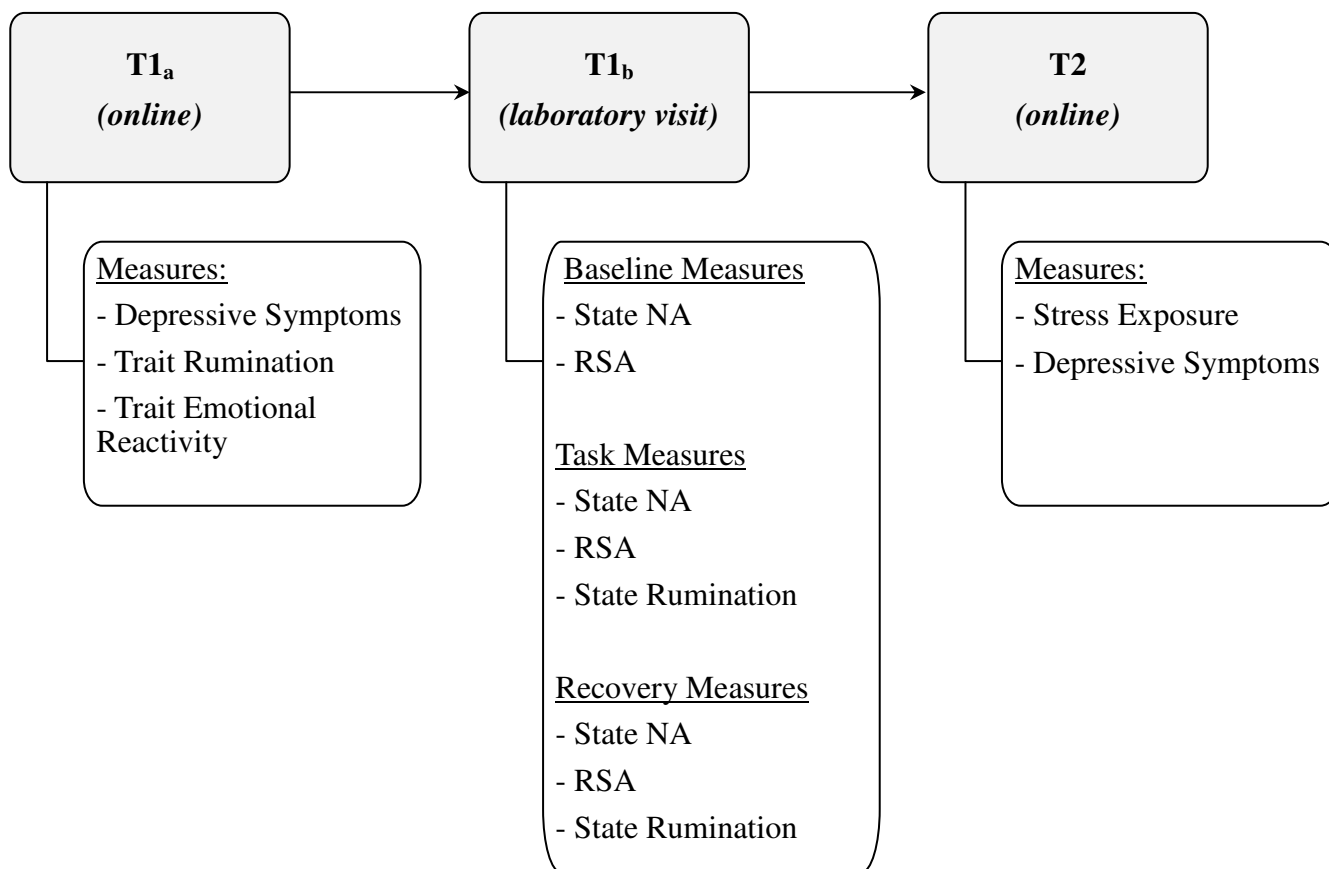 T1a
(online)
T1b
(laboratory visit)
T2
(online)
Measures:
- Depressive Symptoms
- Trait Rumination
- Trait Emotional
Reactivity
Baseline Measures
- State NA
- RSA
Task Measures
- State NA
- RSA
- State Rumination
Recovery Measures
- State NA
- RSA
- State Rumination
Measures:
- Stress Exposure
- Depressive Symptoms